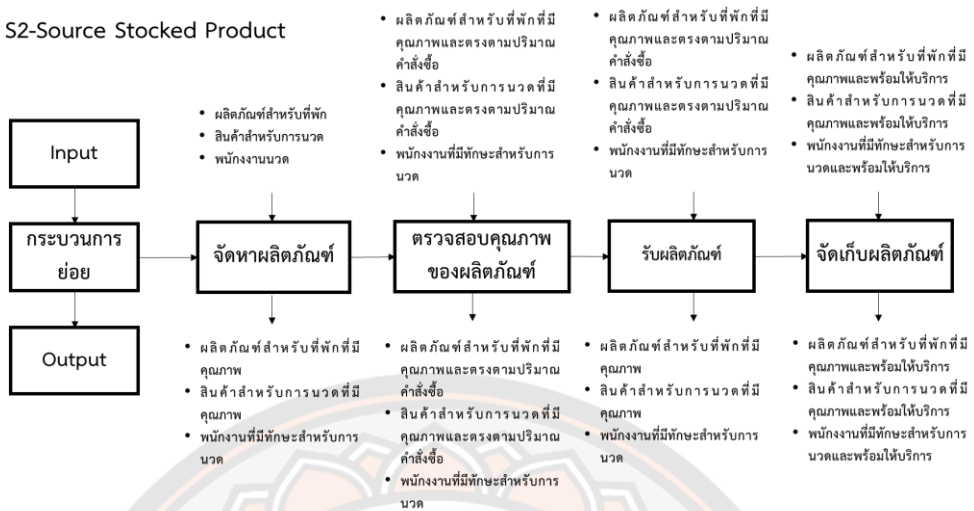 S2-Source Stocked Product
Input
กระบวนการ
ย่อย
Output
• ผลิตภัณฑ์สำหรับที่พัก
• สินค้าสำหรับการนวด
• พนักงงานนวด
จัดหาผลิตภัณฑ์
• ผลิตภัณฑ์สำหรับที่พักที่มี
คุณภาพ
• สินค้าสำหรับการนวดที่มี
คุณภาพ
• พนักงงานที่มีทักษะสำหรับการ
นวด
• ผลิตภัณฑ์สำหรับที่พักที่มี
คุณภาพและตรงตามปริมาณ
คำสั่งซื้อ
• สินค้าสำหรับการนวดที่มี
คุณภาพและตรงตามปริมาณ
คำสั่งซื้อ
• พนักงงานที่มีทักษะสำหรับการ
นวด
ตรวจสอบคุณภาพ
ของผลิตภัณฑ์
• ผลิตภัณฑ์สำหรับที่พักที่มี
คุณภาพและตรงตามปริมาณ
คำสั่งซื้อ
• สินค้าสำหรับการนวดที่มี
คุณภาพและตรงตามปริมาณ
คำสั่งซื้อ
• พนักงงานที่มีทักษะสำหรับการ
นวด
• ผลิตภัณฑ์สำหรับที่พักที่มี
คุณภาพและตรงตามปริมาณ
คำสั่งซื้อ
• สินค้าสำหรับการนวดที่มี
คุณภาพและตรงตามปริมาณ
คำสั่งซื้อ
• พนักงงานที่มีทักษะสำหรับการ
นวด
รับผลิตภัณฑ์
• ผลิตภัณฑ์สำหรับที่พักที่มี
คุณภาพ
• สินค้าสำหรับการนวดที่มี
คุณภาพ
• พนักงงานที่มีทักษะสำหรับการ
นวด
• ผลิตภัณฑ์สำหรับที่พักที่มี
คุณภาพและพร้อมให้บริการ
• สินค้าสำหรับการนวดที่มี
คุณภาพและพร้อมให้บริการ
• พนักงงานที่มีทักษะสำหรับการ
นวดและพร้อมให้บริการ
จัดเก็บผลิตภัณฑ์
• ผลิตภัณฑ์สำหรับที่พักที่มี
คุณภาพและพร้อมให้บริการ
• สินค้าสำหรับการนวดที่มี
คุณภาพและพร้อมให้บริการ
• พนักงงานที่มีทักษะสำหรับการ
นวดและพร้อมให้บริการ